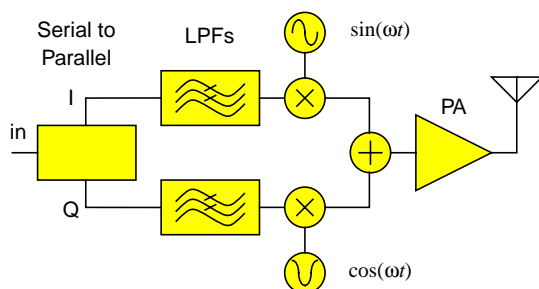 Serial to
Parallel
LPFs
sin(ωt)
I
PA
in
Q
cos(ωt)